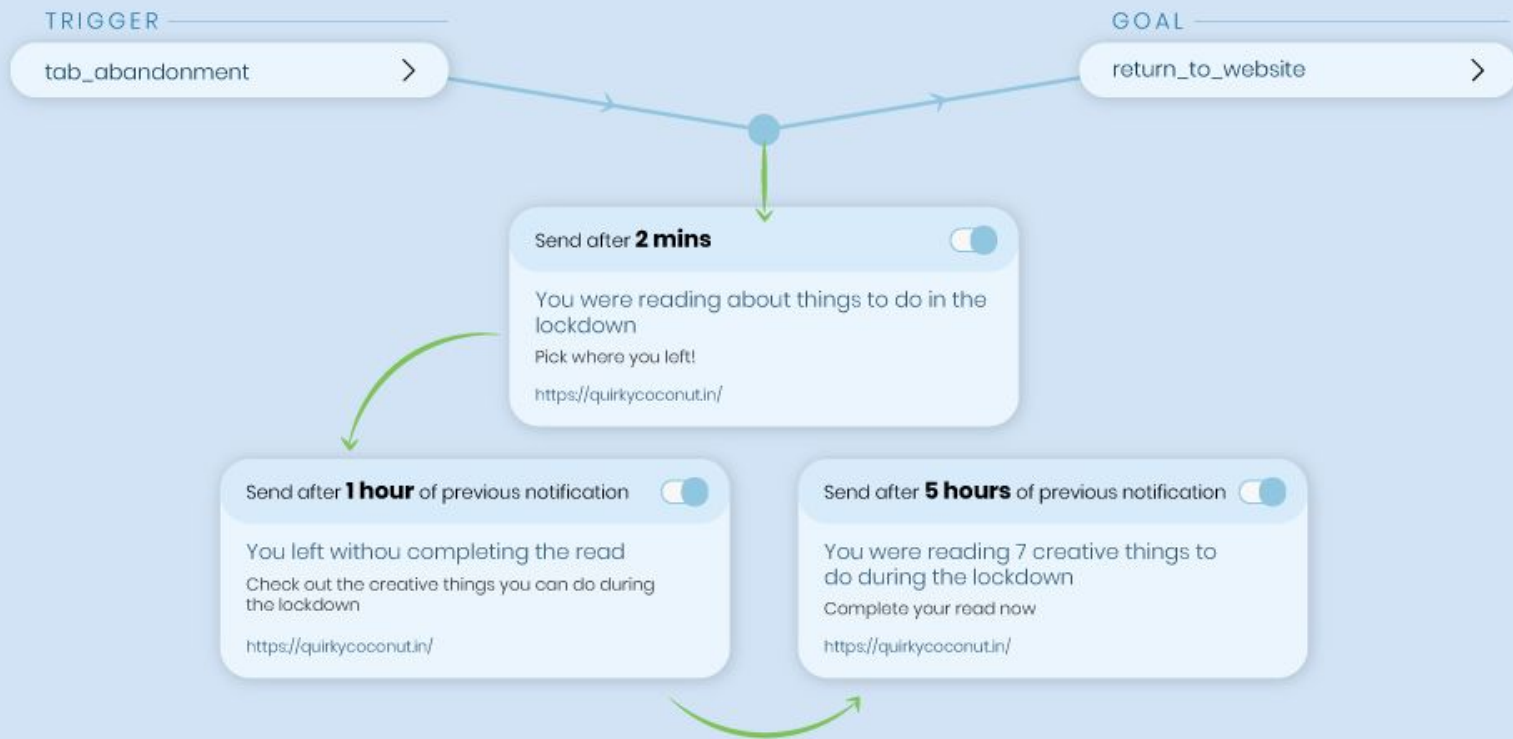 TRIGGER
GOAL
tab_abandonment
return_to_website
Send after 2 mins
You were reading about things to do in the
lockdown
Pick where you left!
https://quirkycoconut.in/
Send after 1 hour of previous notification
You left withou completing the read
Check out the creative things you can do during
the lockdown
https://quirkycoconut.in/
Send after 5 hours of previous notification
You were reading 7 creative things to
do during the lockdown
Complete your read now
https://quirkycoconut.in/